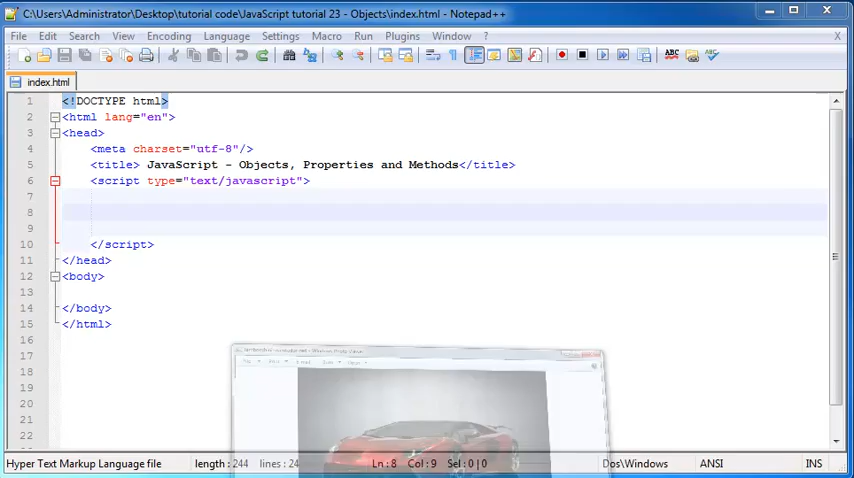 C:\Users\Administrator\Desktop\tutorial code\JavaScript tutorial 23 - Objects\index.html - Notepad++
File Edit Search View Encoding Language Settings Macro Run Plugins Window ? X
index.html
1 <!DOCTYPE html>
2 <html lang="en">
3 <head>
4 <meta charset="utf-8"/>
5 <title> JavaScript - Objects, Properties and Methods</title>
6 <script type="text/javascript">
7
8
9
10 </script>
11 </head>
12 <body>
13
14 </body>
15 </html>
16
17
18
19
20
21
22
Hyper Text Markup Language file length : 244 lines : 24 Ln : 8 Col : 9 Sel : 0 | 0 Dos\Windows ANSI INS